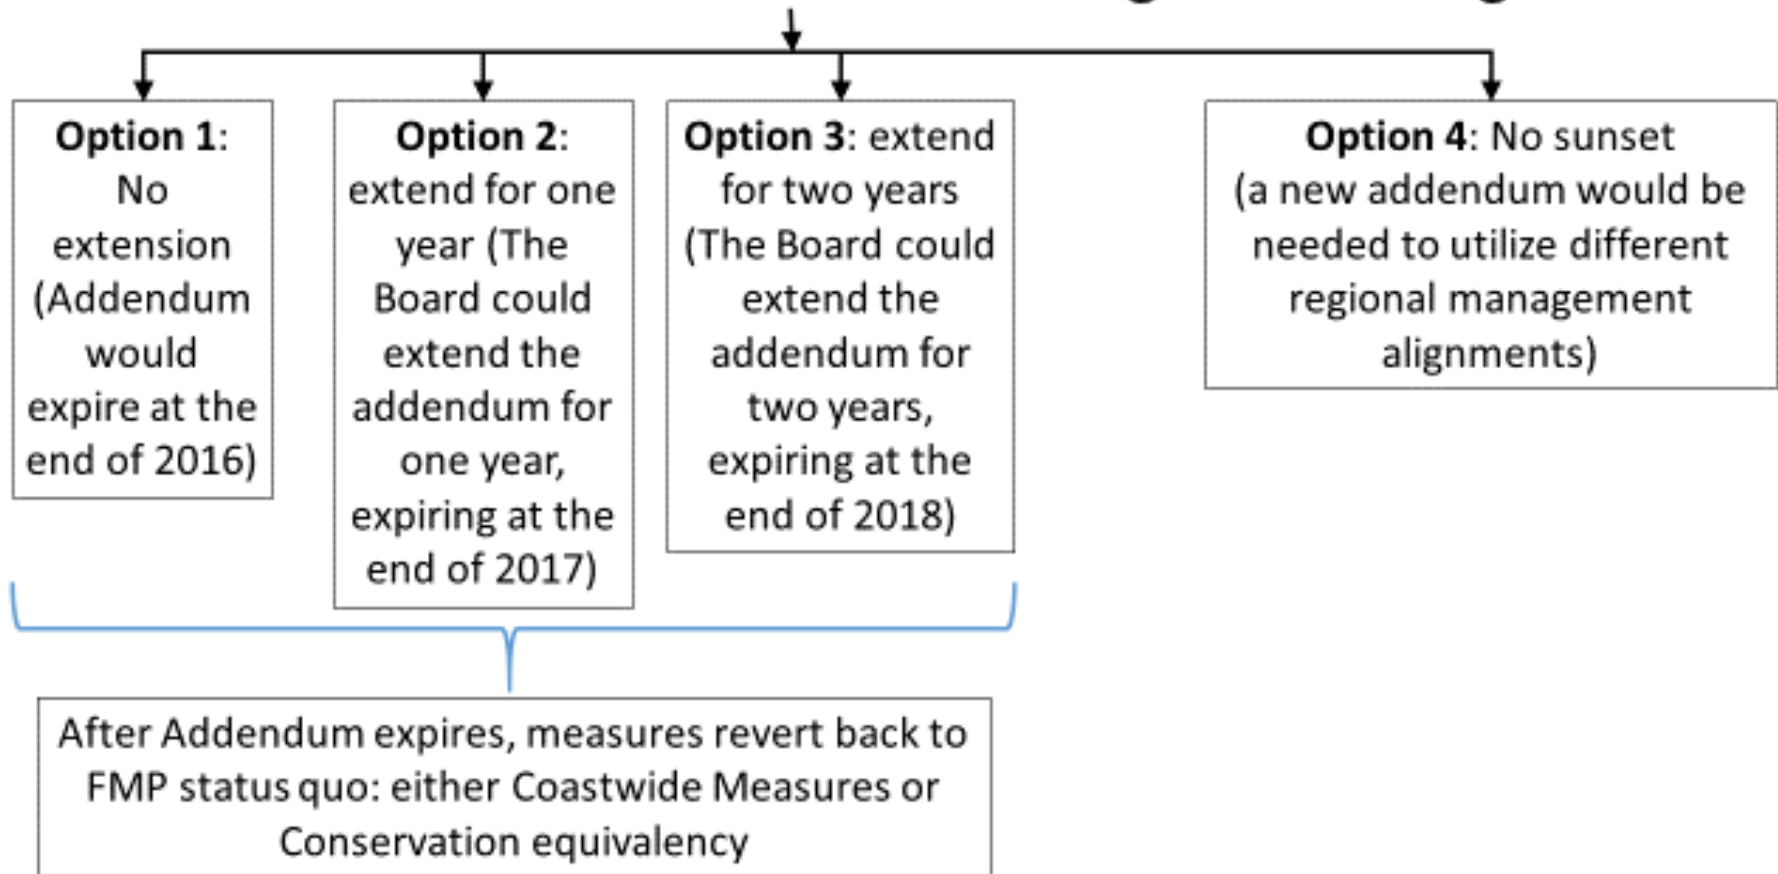 Option 1:
No
extension
(Addendum
would
expire at the
end of 2016)
Option 2:
extend for one
year (The
Board could
extend the
addendum for
one year,
expiring at the
end of 2017)
Option 3: extend
for two years
(The Board could
extend the
addendum for
two years,
expiring at the
end of 2018)
Option 4: No sunset
(a new addendum would be
needed to utilize different
regional management
alignments)
After Addendum expires, measures revert back to
FMP status quo: either Coastwide Measures or
Conservation equivalency